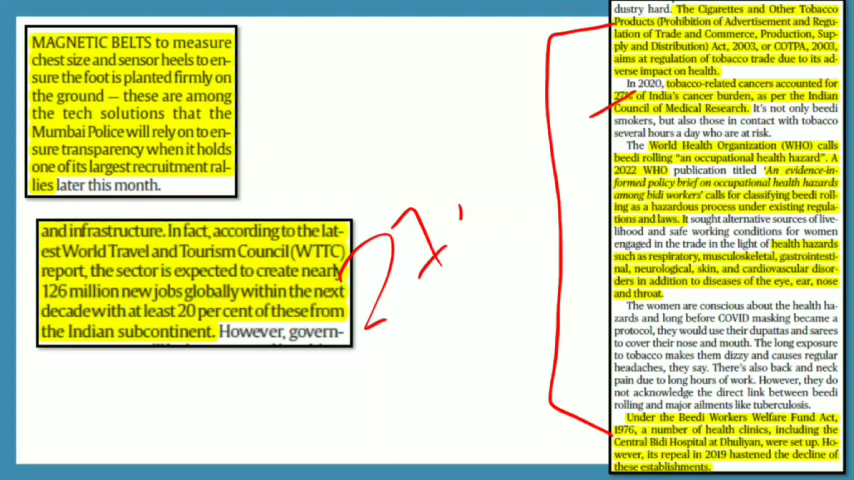 MAGNETIC BELTS to measure
chest size and sensor heels to en-
sure the foot is planted firmly on
the ground — these are among
the tech solutions that the
Mumbai Police will rely on to en-
sure transparency when it holds
one of its largest recruitment ral-
lies later this month.
and infrastructure. In fact, according to the lat-
est World Travel and Tourism Council (WTTC)
report, the sector is expected to create nearly
126 million new jobs globally within the next
decade with at least 20 per cent of these from
the Indian subcontinent. However, govern-
27
dustry hard. The Cigarettes and Other Tobacco
Products (Prohibition of Advertisement and Regu-
lation of Trade and Commerce, Production, Sup-
ply and Distribution) Act, 2003, or COTPA, 2003,
aims at regulation of tobacco trade due to its ad-
verse impact on health.
In 2020, tobacco-related cancers accounted for
27% of India's cancer burden, as per the Indian
Council of Medical Research. It's not only beedi
smokers, but also those in contact with tobacco
several hours a day who are at risk.
The World Health Organization (WHO) calls
beedi rolling "an occupational health hazard". A
2022 WHO publication titled 'An evidence-in-
formed policy brief on occupational health hazards
among bidi workers' calls for classifying beedi roll-
ing as a hazardous process under existing regula-
tions and laws. It sought alternative sources of live-
lihood and safe working conditions for women
engaged in the trade in the light of health hazards
such as respiratory, musculoskeletal, gastrointesti-
nal, neurological, skin, and cardiovascular disor-
ders in addition to diseases of the eye, ear, nose
and throat.
The women are conscious about the health ha-
zards and long before COVID masking became a
protocol, they would use their dupattas and sarees
to cover their nose and mouth. The long exposure
to tobacco makes them dizzy and causes regular
headaches, they say. There's also back and neck
pain due to long hours of work. However, they do
not acknowledge the direct link between beedi
rolling and major ailments like tuberculosis.
Under the Beedi Workers Welfare Fund Act,
1976, a number of health clinics, including the
Central Bidi Hospital at Dhuliyan, were set up. Ho-
wever, its repeal in 2019 hastened the decline of
these establishments.